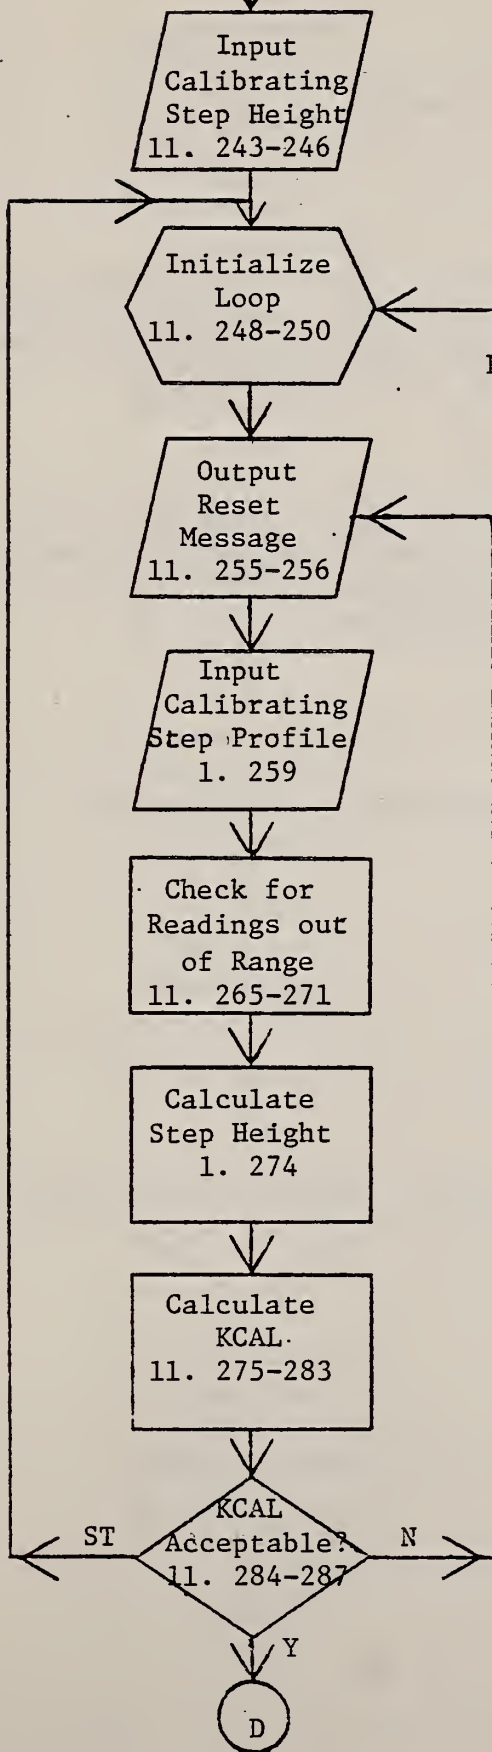 Input
Calibrating
Step Height
11. 243-246
Initialize
Loop
11. 248-250
Output
Reset
Message
11. 255-256
Input
Calibrating
Step Profile
1. 259
Check for
Readings out
of Range
11. 265-271
Calculate
Step Height
1. 274
Calculate
KCAL
11. 275-283
KCAL
ST
Acceptable?
N
11. 284-287
Y
D